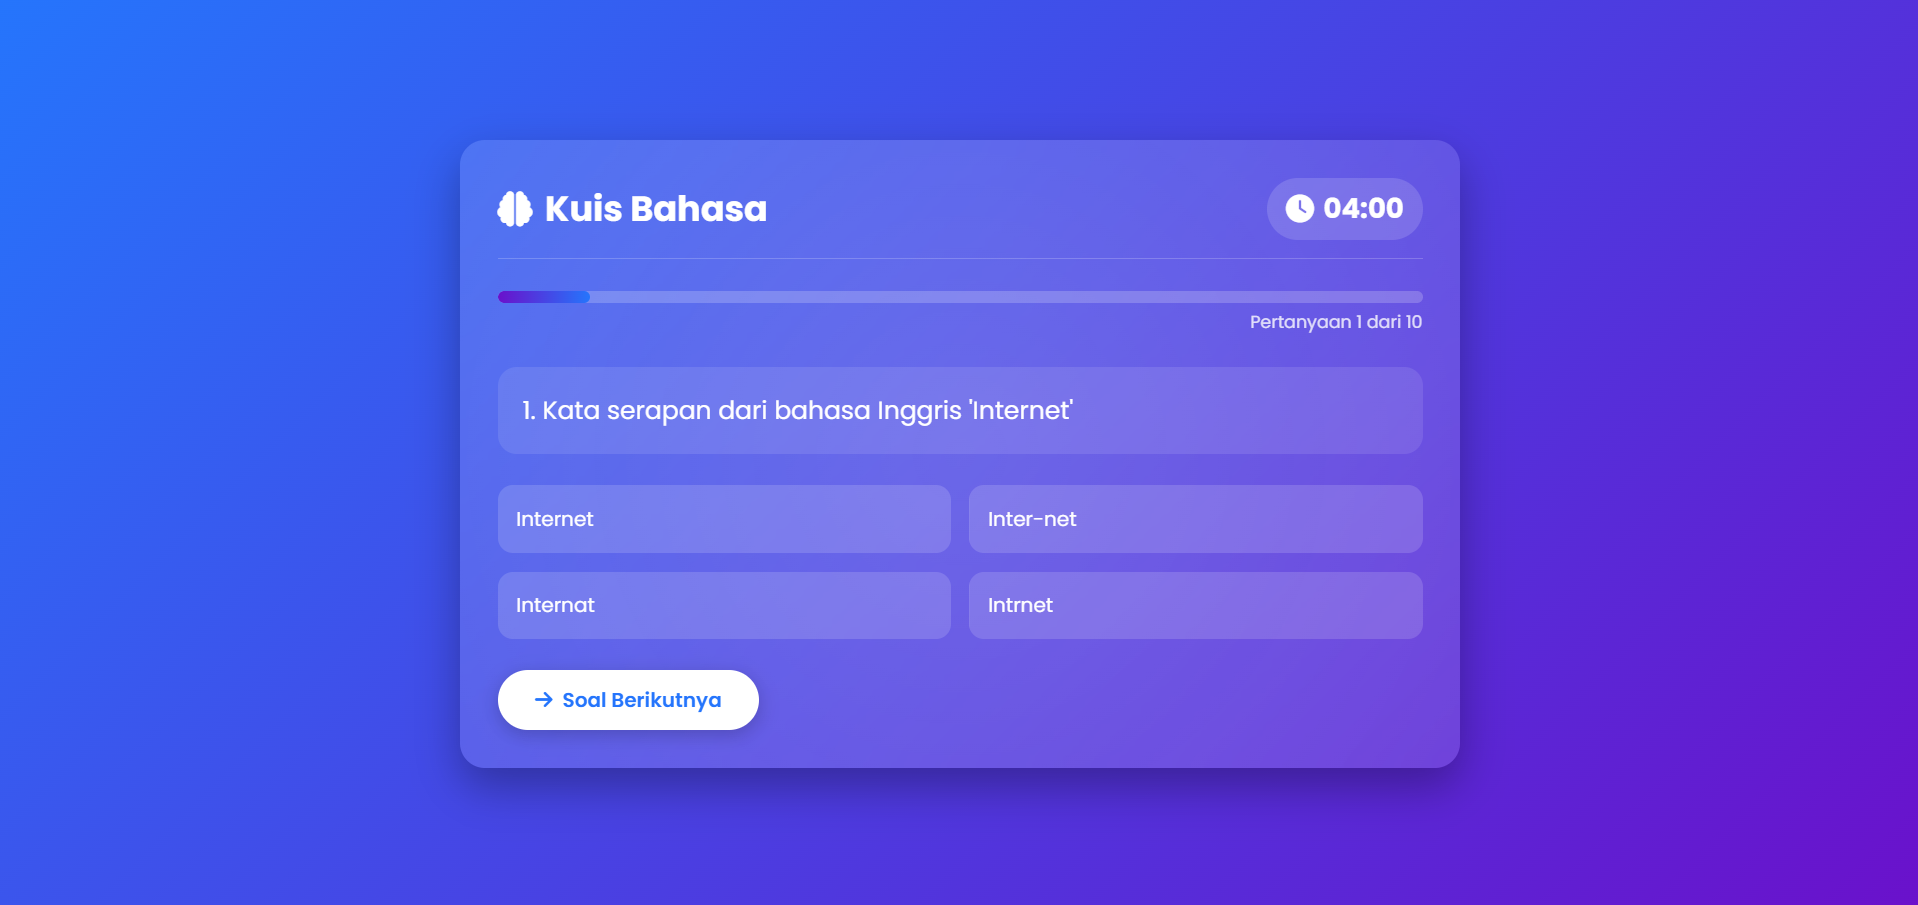 Kuis Bahasa
04:00
Pertanyaan 1 dari 10
1. Kata serapan dari bahasa Inggris 'Internet'
Internet
Inter-net
Internat
Intrnet
Soal Berikutnya